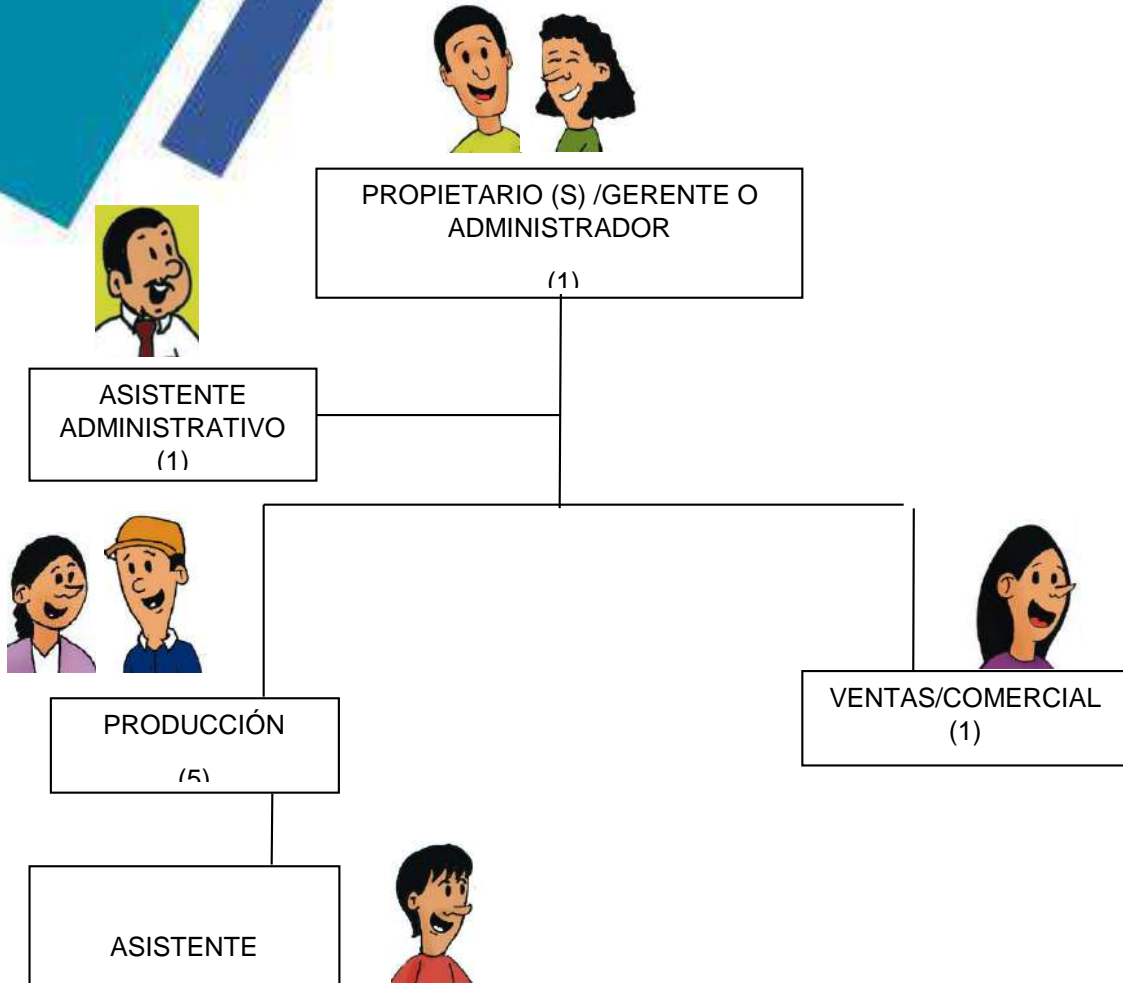 PROPIETARIO (S) /GERENTE O
ADMINISTRADOR
(1)
ASISTENTE
ADMINISTRATIVO
(1)
PRODUCCIÓN
(5)
VENTAS/COMERCIAL
(1)
ASISTENTE